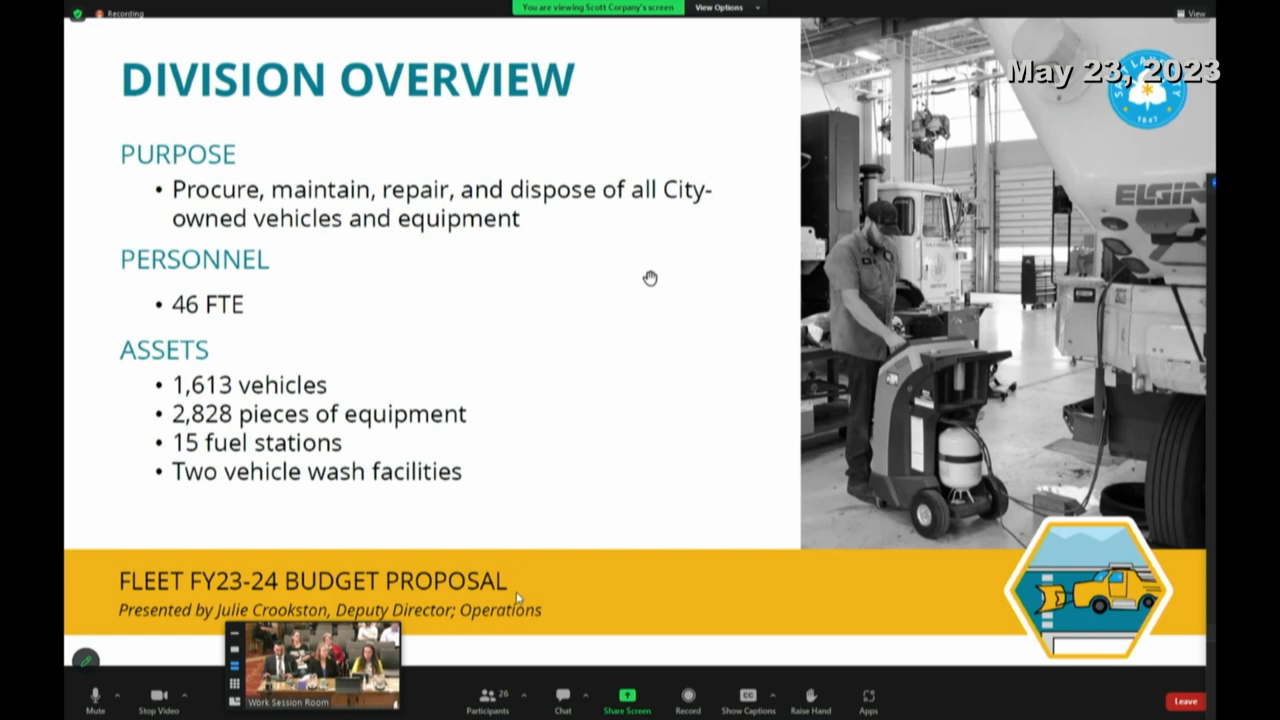 Recording
You are viewing Scott Corpany's screen
View Options
View
May 23, 2023
DIVISION OVERVIEW
PURPOSE
• Procure, maintain, repair, and dispose of all City-
owned vehicles and equipment
PERSONNEL
• 46 FTE
ASSETS
• 1,613 vehicles
• 2,828 pieces of equipment
• 15 fuel stations
• Two vehicle wash facilities
1847
ELGIN
FLEET FY23-24 BUDGET PROPOSAL
Presented by Julie Crookston, Deputy Director; Operations
Work Session Room
Mute
Stop Video
26
Participants
Chat
Share Screen
Record
CC
Show Captions
Raise Hand
Apps
Leave